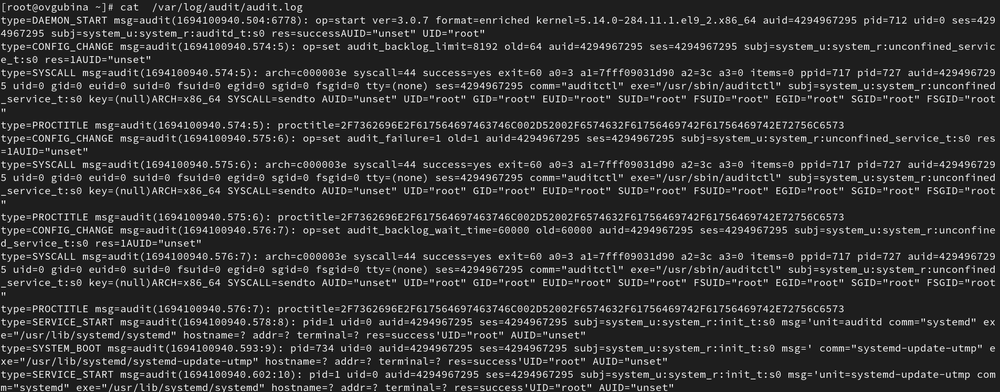 [root@ovgubina ~]# cat  /var/log/audit/audit.log
type=DAEMON_START msg=audit(1694100940.504:6778): op=start ver=3.0.7 format=enriched kernel=5.14.0-284.11.1.el9_2.x86_64 auid=4294967295 pid=712 uid=0 ses=429
4967295 subj=system_u:system_r:auditd_t:s0 res=successAUID="unset" UID="root"
type=CONFIG_CHANGE msg=audit(1694100940.574:5): op=set audit_backlog_limit=8192 old=64 auid=4294967295 ses=4294967295 subj=system_u:system_r:unconfined_servic
e_t:s0 res=1AUID="unset"
type=SYSCALL msg=audit(1694100940.574:5): arch=c000003e syscall=44 success=yes exit=60 a0=3 a1=7fff09031d90 a2=3c a3=0 items=0 ppid=717 pid=727 auid=429496729
5 uid=0 gid=0 euid=0 suid=0 fsuid=0 egid=0 sgid=0 fsgid=0 tty=(none) ses=4294967295 comm="auditctl" exe="/usr/sbin/auditctl" subj=system_u:system_r:unconfined
_service_t:s0 key=(null)ARCH=x86_64 SYSCALL=sendto AUID="unset" UID="root" GID="root" EUID="root" SUID="root" FSUID="root" EGID="root" SGID="root" FSGID="root
"
type=PROCTITLE msg=audit(1694100940.574:5): proctitle=2F7362696E2F617564697463746C002D52002F6574632F61756469742F61756469742E72756C6573
type=CONFIG_CHANGE msg=audit(1694100940.575:6): op=set audit_failure=1 old=1 auid=4294967295 ses=4294967295 subj=system_u:system_r:unconfined_service_t:s0 res
=1AUID="unset"
type=SYSCALL msg=audit(1694100940.575:6): arch=c000003e syscall=44 success=yes exit=60 a0=3 a1=7fff09031d90 a2=3c a3=0 items=0 ppid=717 pid=727 auid=429496729
5 uid=0 gid=0 euid=0 suid=0 fsuid=0 egid=0 sgid=0 fsgid=0 tty=(none) ses=4294967295 comm="auditctl" exe="/usr/sbin/auditctl" subj=system_u:system_r:unconfined
_service_t:s0 key=(null)ARCH=x86_64 SYSCALL=sendto AUID="unset" UID="root" GID="root" EUID="root" SUID="root" FSUID="root" EGID="root" SGID="root" FSGID="root
"
type=PROCTITLE msg=audit(1694100940.575:6): proctitle=2F7362696E2F617564697463746C002D52002F6574632F61756469742F61756469742E72756C6573
type=CONFIG_CHANGE msg=audit(1694100940.576:7): op=set audit_backlog_wait_time=60000 old=60000 auid=4294967295 ses=4294967295 subj=system_u:system_r:unconfine
d_service_t:s0 res=1AUID="unset"
type=SYSCALL msg=audit(1694100940.576:7): arch=c000003e syscall=44 success=yes exit=60 a0=3 a1=7fff09031d90 a2=3c a3=0 items=0 ppid=717 pid=727 auid=429496729
5 uid=0 gid=0 euid=0 suid=0 fsuid=0 egid=0 sgid=0 fsgid=0 tty=(none) ses=4294967295 comm="auditctl" exe="/usr/sbin/auditctl" subj=system_u:system_r:unconfined
_service_t:s0 key=(null)ARCH=x86_64 SYSCALL=sendto AUID="unset" UID="root" GID="root" EUID="root" SUID="root" FSUID="root" EGID="root" SGID="root" FSGID="root
"
type=PROCTITLE msg=audit(1694100940.576:7): proctitle=2F7362696E2F617564697463746C002D52002F6574632F61756469742F61756469742E72756C6573
type=SERVICE_START msg=audit(1694100940.578:8): pid=1 uid=0 auid=4294967295 ses=4294967295 subj=system_u:system_r:init_t:s0 msg='unit=auditd comm="systemd" ex
e="/usr/lib/systemd/systemd" hostname=? addr=? terminal=? res=success'UID="root" AUID="unset"
type=SYSTEM_BOOT msg=audit(1694100940.593:9): pid=734 uid=0 auid=4294967295 ses=4294967295 subj=system_u:system_r:init_t:s0 msg=' comm="systemd-update-utmp" e
xe="/usr/lib/systemd/systemd-update-utmp" hostname=? addr=? terminal=? res=success'UID="root" AUID="unset"
type=SERVICE_START msg=audit(1694100940.602:10): pid=1 uid=0 auid=4294967295 ses=4294967295 subj=system_u:system_r:init_t:s0 msg='unit=systemd-update-utmp com
m="systemd" exe="/usr/lib/systemd/systemd" hostname=? addr=? terminal=? res=success'UID="root" AUID="unset"